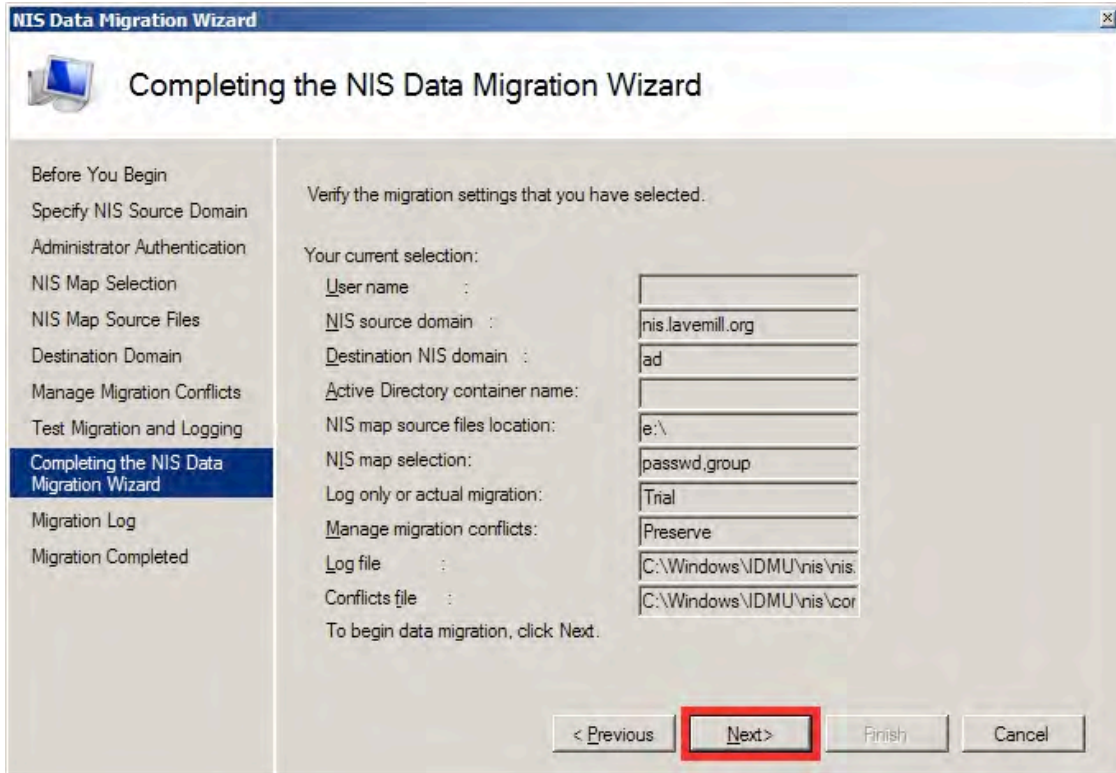 NIS Data Migration Wizard
Completing the NIS Data Migration Wizard
Before You Begin
Specify NIS Source Domain
Administrator Authentication
NIS Map Selection
NIS Map Source Files
Destination Domain
Manage Migration Conflicts
Test Migration and Logging
Completing the NIS Data
Migration Wizard
Migration Log
Migration Completed
Verify the migration settings that you have selected.
Your current selection:
User name :
NIS source domain : nis.lavemill.org
Destination NIS domain : ad
Active Directory container name:
NIS map source files location: e:\
NIS map selection: passwd,group
Log only or actual migration: Trial
Manage migration conflicts: Preserve
Log file : C:\Windows\IDMU\nis\nis.
Conflicts file : C:\Windows\IDMU\nis\cor
To begin data migration, click Next.
< Previous Next> Finish Cancel